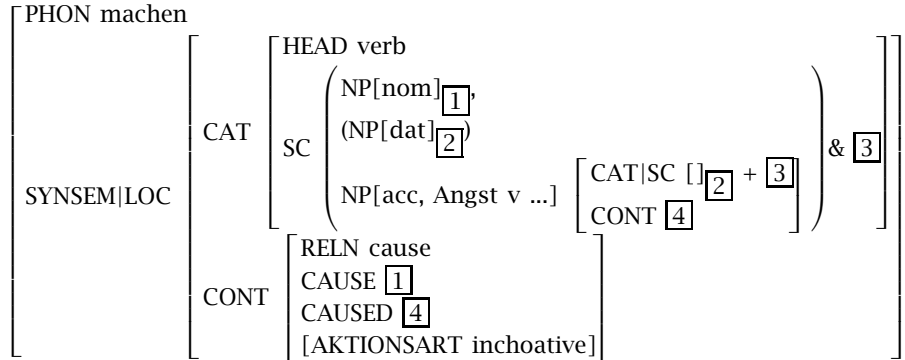 PHON machen
HEAD verb
NP[nom] 1,
CAT
(NP[dat] 2)
SC
& 3
CAT|SC [] 2 + 3
SYNSEM|LOC
NP[acc, Angst v ...]
CONT 4
RELN cause
CONT
CAUSE 1
CAUSED 4
[AKTIONSART inchoative]